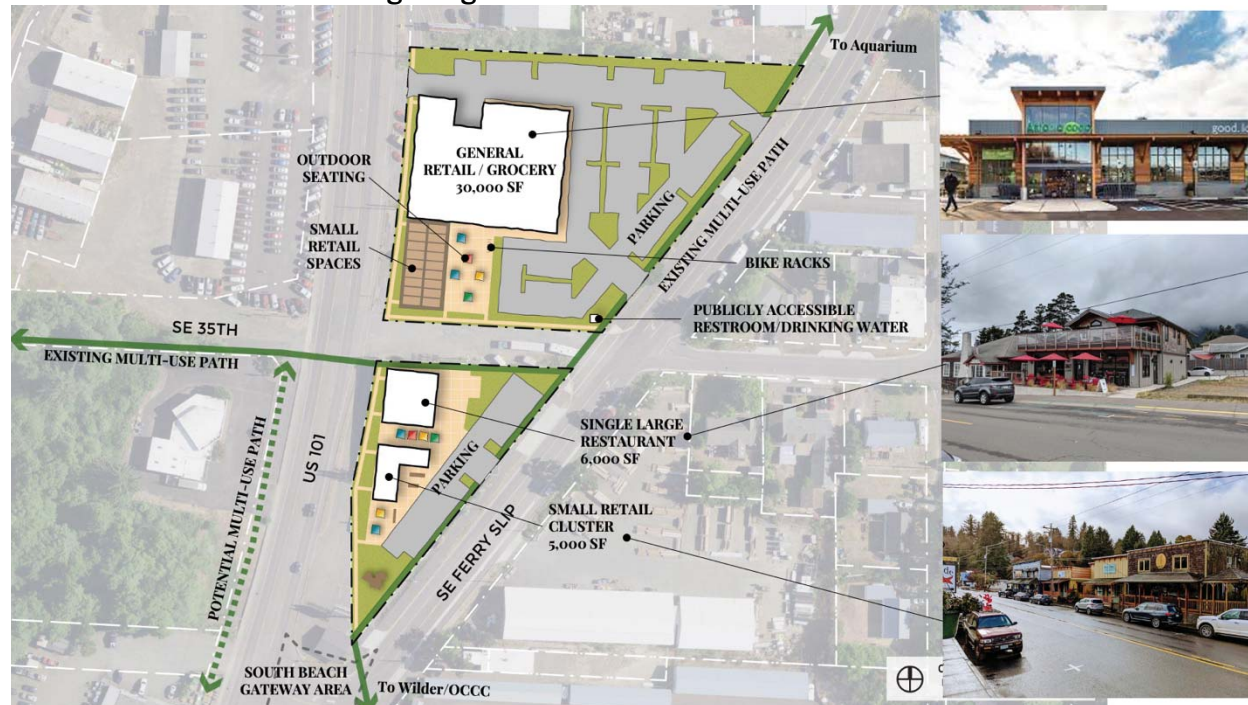 To Aquarium
GENERAL
RETAIL / GROCERY
30,000 SF
OUTDOOR
SEATING
SMALL
RETAIL
SPACES
PARKING
EXISTING MULTI-USE PATH
BIKE RACKS
PUBLICLY ACCESSIBLE
RESTROOM/DRINKING WATER
SE 35TH
EXISTING MULTI-USE PATH
POTENTIAL MULTI-USE PATH
US 101
PARKING
SINGLE LARGE
RESTAURANT
6,000 SF
SE FERRY SLIP
SMALL RETAIL
CLUSTER
5,000 SF
SOUTH BEACH
GATEWAY AREA
To Wilder/OCCC
good.